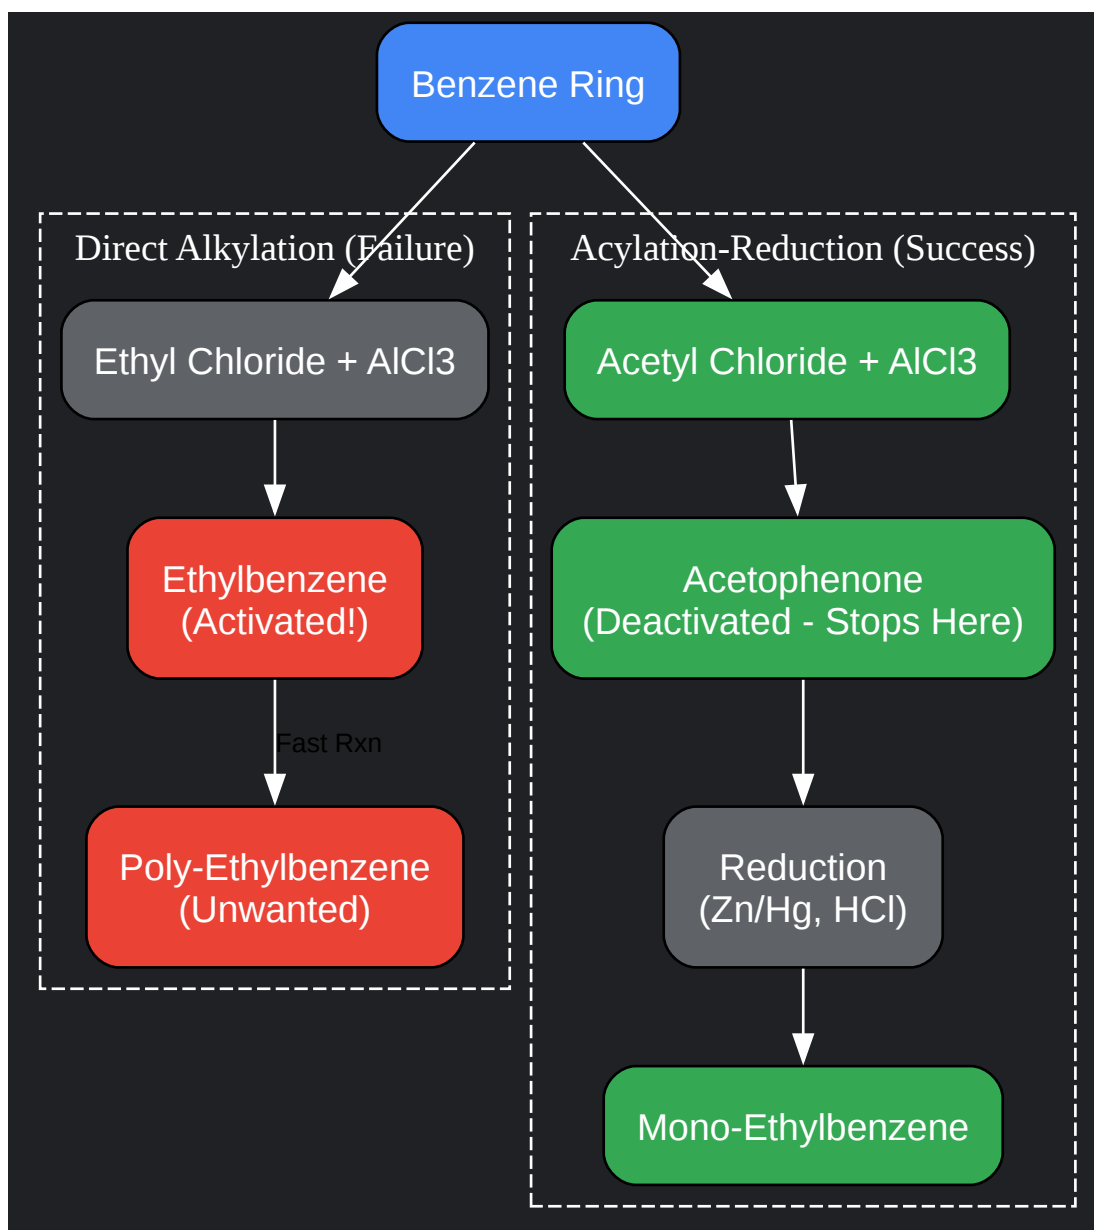 Benzene Ring
Direct Alkylation (Failure)
Ethyl Chloride + AlCl3
Ethylbenzene
(Activated!)
Fast Rxn
Poly-Ethylbenzene
(Unwanted)
Acylation-Reduction (Success)
Acetyl Chloride + AlCl3
Acetophenone
(Deactivated - Stops Here)
Reduction
(Zn/Hg, HCl)
Mono-Ethylbenzene